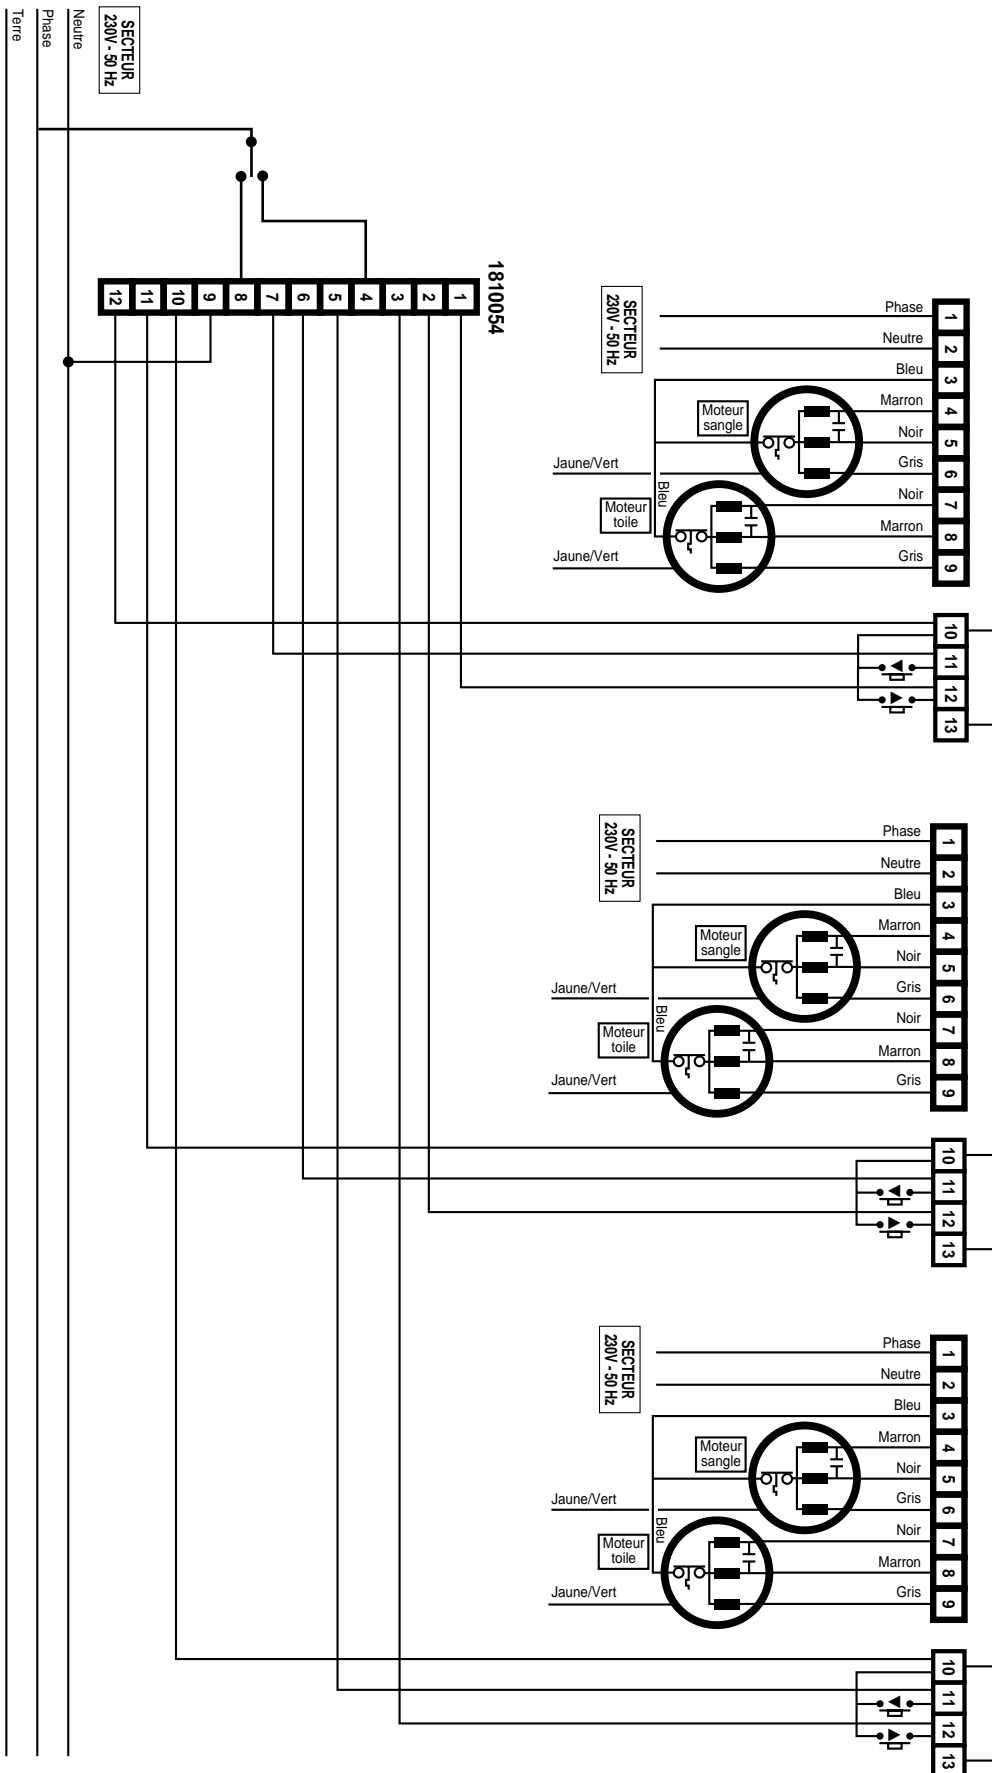 SECTEUR
230V - 50 Hz
Neutre
Phase
Terre
1810054
12
11
10
9
8
7
6
5
4
3
2
1
SECTEUR
230V - 50 Hz
Phase
Neutre
Bleu
Marron
Noir
Gris
Noir
Marron
Gris
Moteur
sangle
Moteur
toile
Jaune/Vert
Bleu
Jaune/Vert
1
2
3
4
5
6
7
8
9
10
11
12
13
SECTEUR
230V - 50 Hz
Phase
Neutre
Bleu
Marron
Noir
Gris
Noir
Marron
Gris
Moteur
sangle
Moteur
toile
Jaune/Vert
Bleu
Jaune/Vert
1
2
3
4
5
6
7
8
9
10
11
12
13
SECTEUR
230V - 50 Hz
Phase
Neutre
Bleu
Marron
Noir
Gris
Noir
Marron
Gris
Moteur
sangle
Moteur
toile
Jaune/Vert
Bleu
Jaune/Vert
1
2
3
4
5
6
7
8
9
10
11
12
13